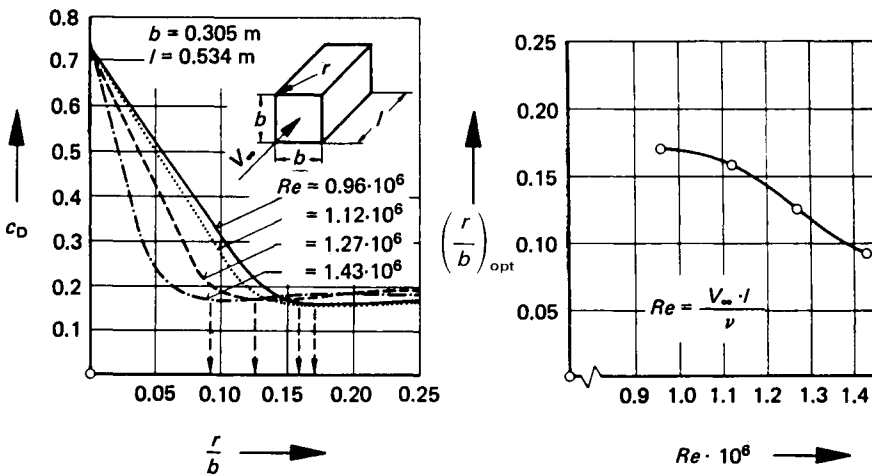 0.8
0.7
0.6
0.5
0.4
0.3
0.2
0.1
c_D
b = 0.305 m
l = 0.534 m
r
b
b
l
V∞
Re = 0.96·10⁶
= 1.12·10⁶
= 1.27·10⁶
= 1.43·10⁶
0.05 0.10 0.15 0.20 0.25
r/b
0.25
0.20
0.15
0.10
0.05
(r/b)opt
Re = V∞·l/ν
0.9 1.0 1.1 1.2 1.3 1.4
Re · 10⁶